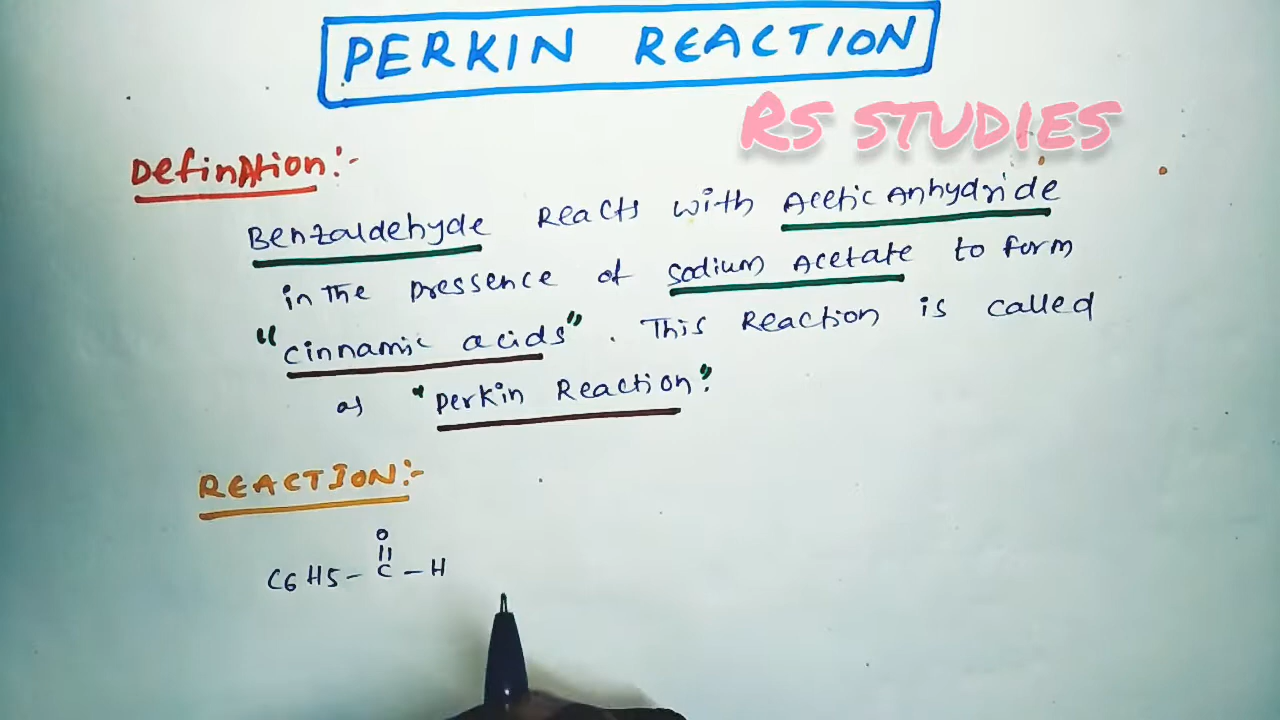 PERKIN REACTION
RS STUDIES
Defination:-
Benzaldehyde Reacts with Acetic Anhydride
in The pressence of sodium Acetate to form
"cinnamic acids". This Reaction is called
as "Perkin Reaction".
REACTION:-
O
||
C6H5-C-H